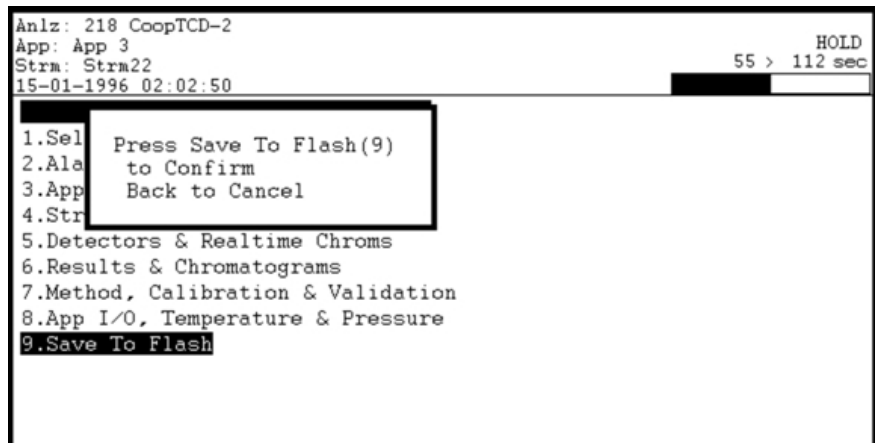 Anlz: 218 CoopTCD-2
App: App 3
HOLD
Strm: Strm22
55 > 112 sec
15-01-1996 02:02:50
Press Save To Flash(9)
to Confirm
Back to Cancel
1.Sel
2.Ala
3.App
4.Str
5.Detectors & Realtime Chroms
6.Results & Chromatograms
7.Method, Calibration & Validation
8.App I/O, Temperature & Pressure
9.Save To Flash